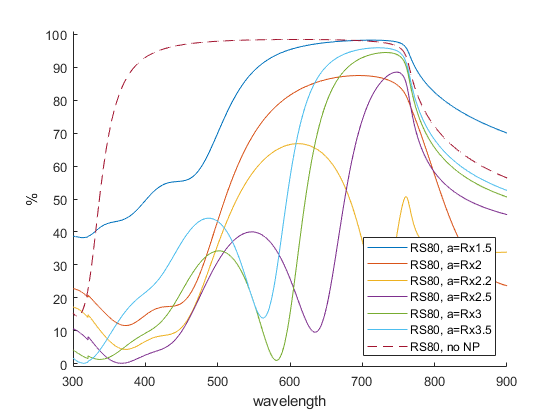 100
90
80
70
60
50
40
30
20
10
0
%
300 400 500 600 700 800 900
wavelength
RS80, a=Rx1.5
RS80, a=Rx2
RS80, a=Rx2.2
RS80, a=Rx2.5
RS80, a=Rx3
RS80, a=Rx3.5
RS80, no NP